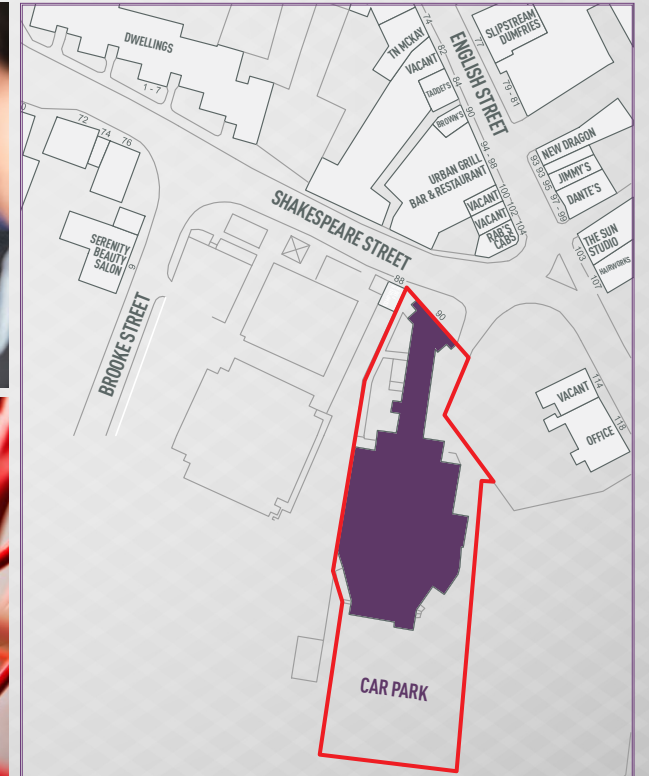 DWELLINGS
1 - 7
TN MCKAY
VACANT
TADDEI'S
BROWN'S
74
82
84
90
94 - 98
100
102
104
ENGLISH STREET
77
79 - 81
SLIPSTREAM
DUMFRIES
URBAN GRILL
BAR & RESTAURANT
VACANT
VACANT
RAB'S
CABS
NEW DRAGON
JIMMY'S
DANTE'S
93
93
95
97 - 99
THE SUN
STUDIO
HAIRWORKS
103
107
72
74
76
SERENITY
BEAUTY
SALON
9
SHAKESPEARE STREET
BROOKE STREET
88
90
VACANT
114
OFFICE
118
CAR PARK